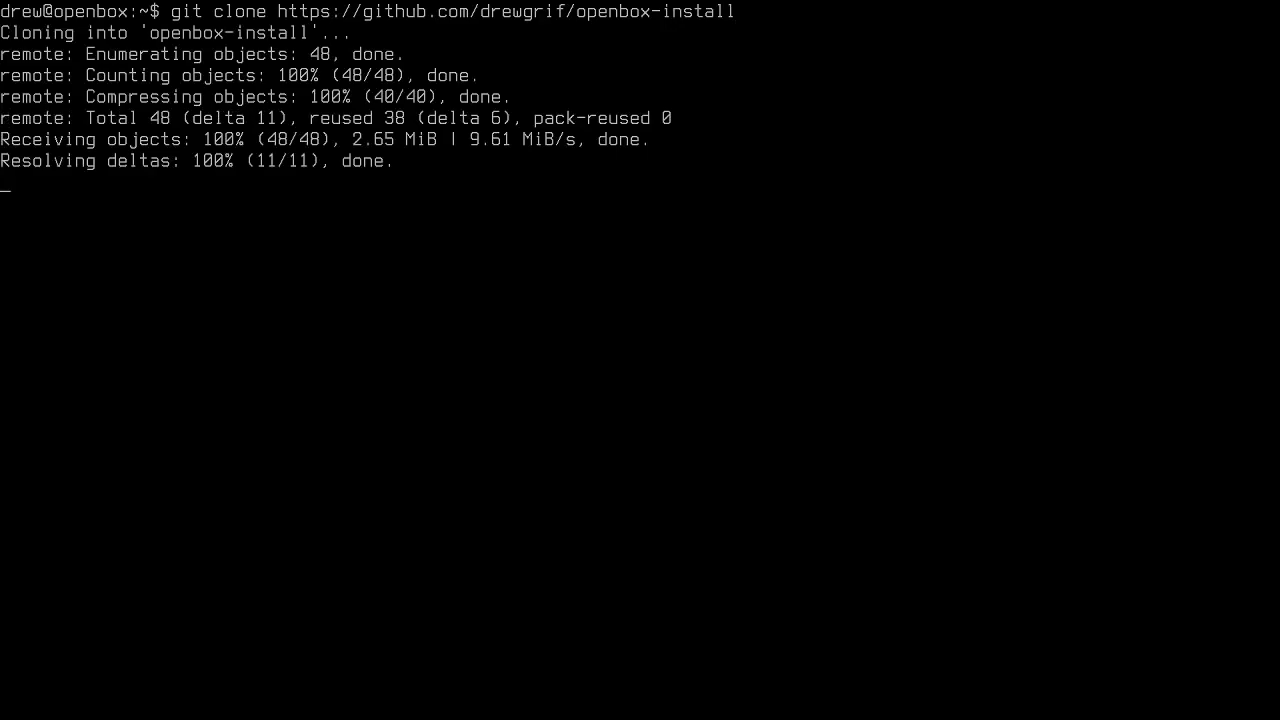 drew@openbox:~$ git clone https://github.com/drewgrif/openbox-install
Cloning into 'openbox-install'...
remote: Enumerating objects: 48, done.
remote: Counting objects: 100% (48/48), done.
remote: Compressing objects: 100% (40/40), done.
remote: Total 48 (delta 11), reused 38 (delta 6), pack-reused 0
Receiving objects: 100% (48/48), 2.65 MiB | 9.61 MiB/s, done.
Resolving deltas: 100% (11/11), done.
_